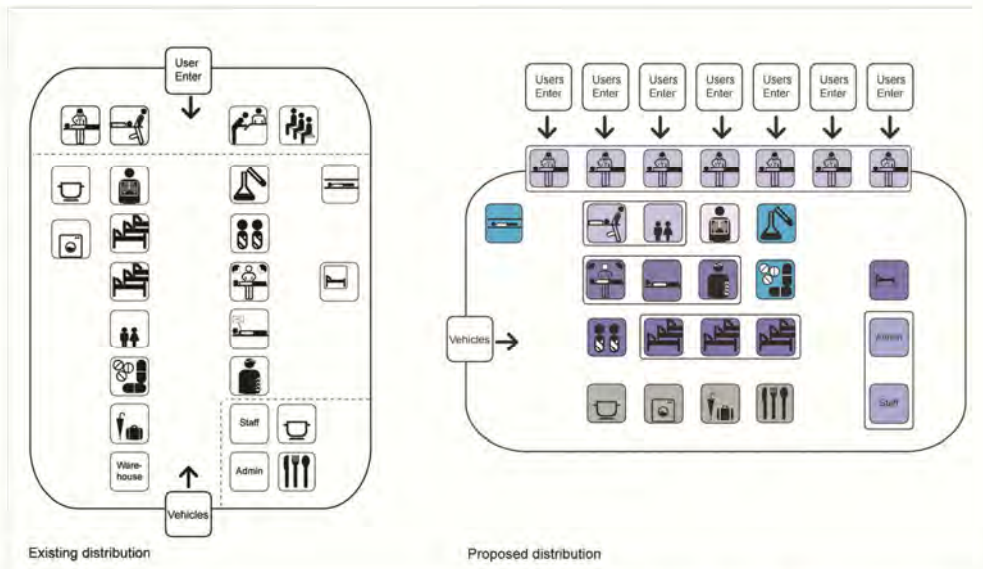 User
Enter
Staff
Ware-
house
Admin
Vehicles
Existing distribution
Users
Enter
Users
Enter
Users
Enter
Users
Enter
Users
Enter
Users
Enter
Users
Enter
Vehicles
Admin
Staff
Proposed distribution